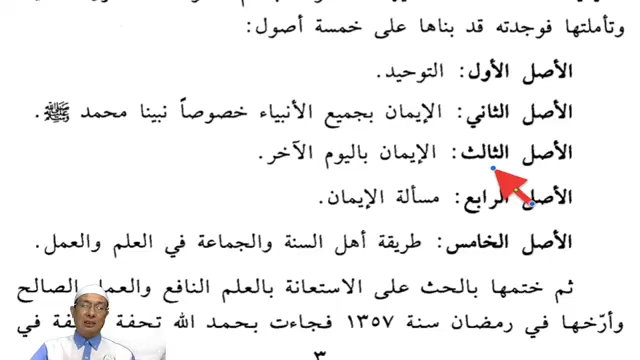 وتأملتها فوجدته قد بناها على خمسة أصول:
الأصل الأول: التوحيد.
الأصل الثاني: الإيمان بجميع الأنبياء خصوصاً نبينا محمد ﷺ.
الأصل الثالث: الإيمان باليوم الآخر.
الأصل الرابع: مسألة الإيمان.
الأصل الخامس: طريقة أهل السنة والجماعة في العلم والعمل.
ثم ختمها بالحث على الاستعانة بالعلم النافع والعمل الصالح
وأرّخها في رمضان سنة ١٣٥٧ فجاءت بحمد الله تحفة في
٣